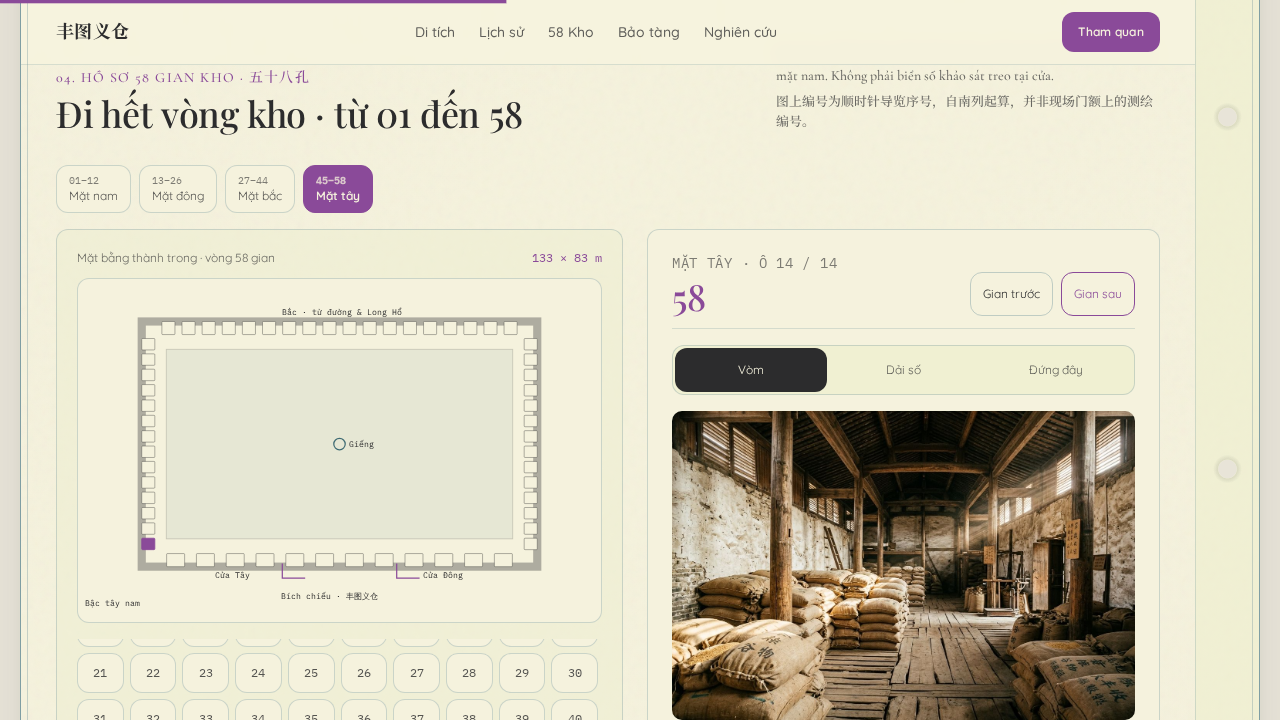 丰图义仓
Di tích
Lịch sử
58 Kho
Bảo tàng
Nghiên cứu
Tham quan
04. HỒ SƠ 58 GIAN KHO · 五十八孔
Đi hết vòng kho · từ 01 đến 58
mặt nam. Không phải biển số khảo sát treo tại cửa.
图上编号为顺时针导览序号，自南列起算，并非现场门额上的测绘
编号。
01–12
Mặt nam
13–26
Mặt đông
27–44
Mặt bắc
45–58
Mặt tây
Mặt bằng thành trong · vòng 58 gian
133 × 83 m
Bắc · từ đường & Long Hổ
Giếng
Cửa Tây
Cửa Đông
Bích chiếu · 丰图义仓
Bậc tây nam
21
22
23
24
25
26
27
28
29
30
31
32
33
34
35
36
37
38
39
40
MẶT TÂY · Ô 14 / 14
58
Gian trước
Gian sau
Vòm
Dải số
Đứng đây